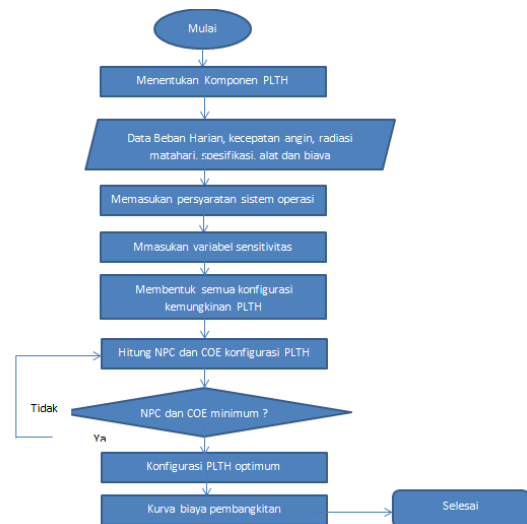 Mulai
Menentukan Komponen PLTH
Data Beban Harian, kecepatan angin, radiasi
matahari, spesifikasi, alat dan biaya
Memasukan persyaratan sistem operasi
Mmasukan variabel sensitivitas
Membentuk semua konfigurasi
kemungkinan PLTH
Hitung NPC dan COE konfigurasi PLTH
Tidak
NPC dan COE minimum ?
Ya
Konfigurasi PLTH optimum
Kurva biaya pembangkitan
Selesai